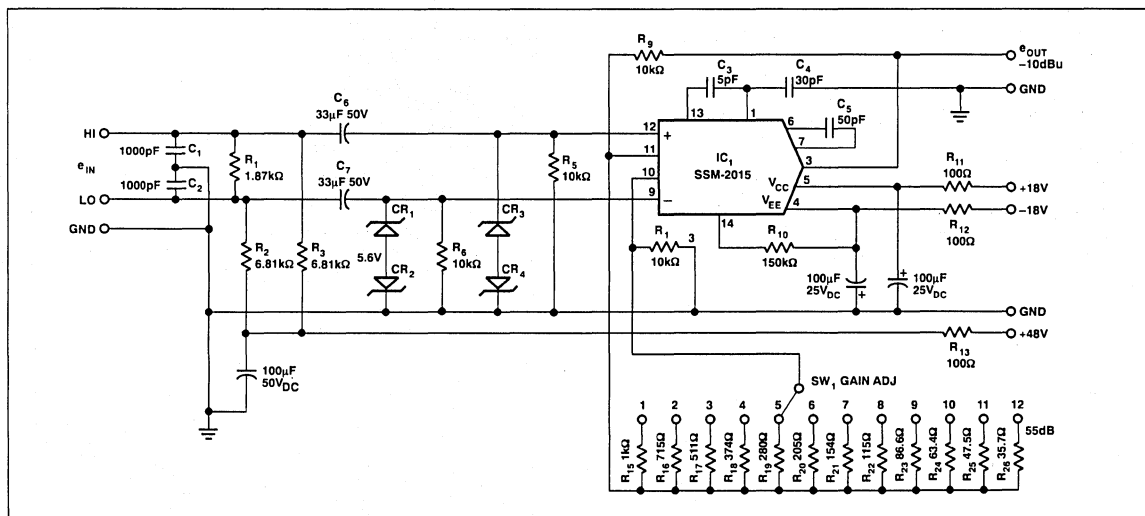 R9
10kΩ
C3
5pF
C4
30pF
eOUT
−10dBu
GND
C6
33μF 50V
13
1
C5
50pF
6
7
HI
12
+
1000pF
C1
R1
1.87kΩ
R5
10kΩ
11
IC1
SSM-2015
3
eIN
10
R11
100Ω
1000pF
C2
C7
33μF 50V
VCC
5
+18V
LO
9
−
VEE
4
−18V
CR1
CR3
14
R12
100Ω
GND
R2
6.81kΩ
R3
6.81kΩ
5.6V
R6
10kΩ
R1 3
10kΩ
R10
150kΩ
CR2
CR4
100μF
25VDC
+
100μF
25VDC
+
GND
+48V
R13
100Ω
100μF
50VDC
SW1 GAIN ADJ
1 2 3 4 5 6 7 8 9 10 11 12
55dB
R15 1kΩ
R16 715Ω
R17 511Ω
R18 374Ω
R19 280Ω
R20 205Ω
R21 154Ω
R22 115Ω
R23 86.6Ω
R24 63.4Ω
R25 47.5Ω
R26 35.7Ω